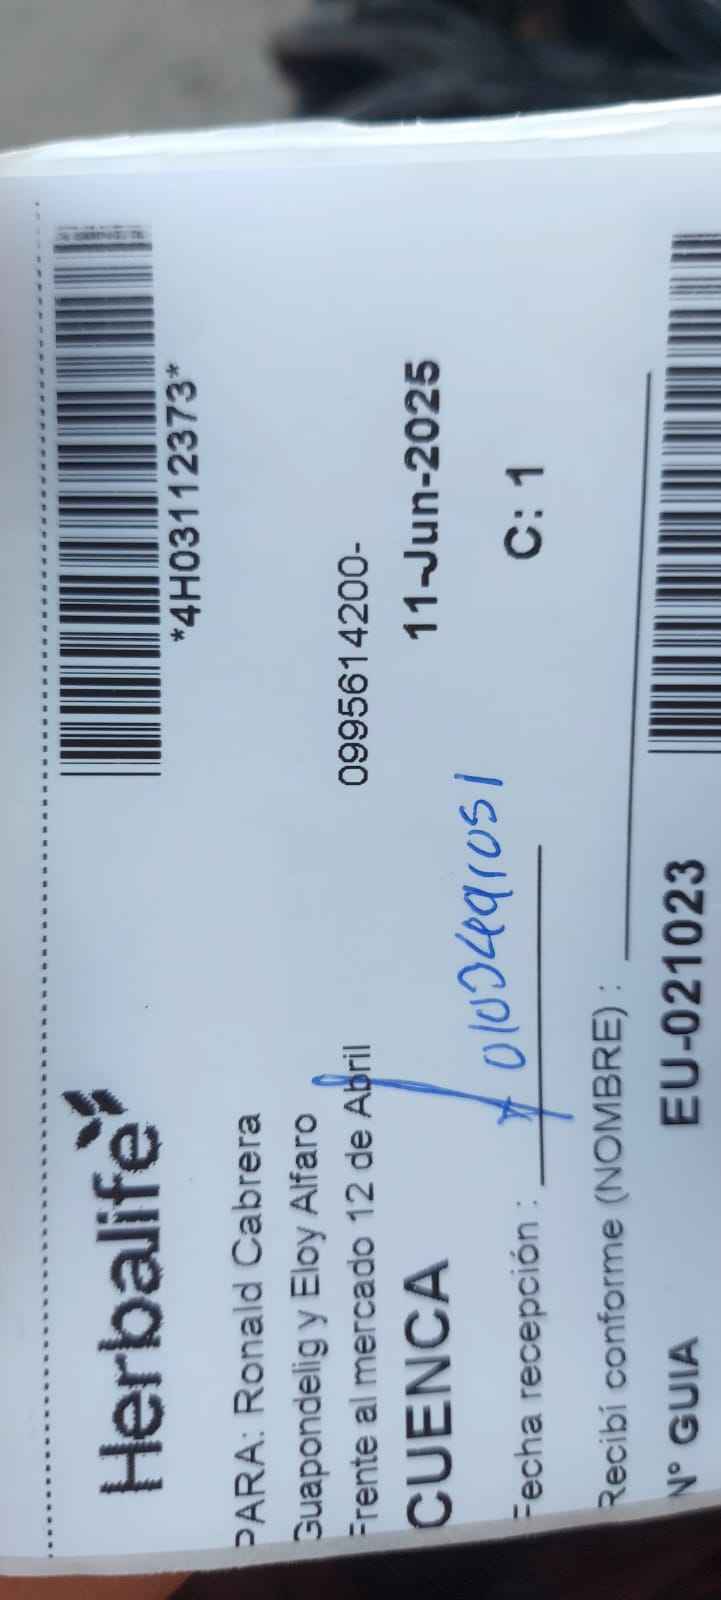 Herbalife
*4H03112373*
PARA: Ronald Cabrera
Guapondelig y Eloy Alfaro
Frente al mercado 12 de Abril
0995614200-
CUENCA 11-Jun-2025
Fecha recepción : C: 1
Recibí conforme (NOMBRE) :
Nº GUIA EU-021023